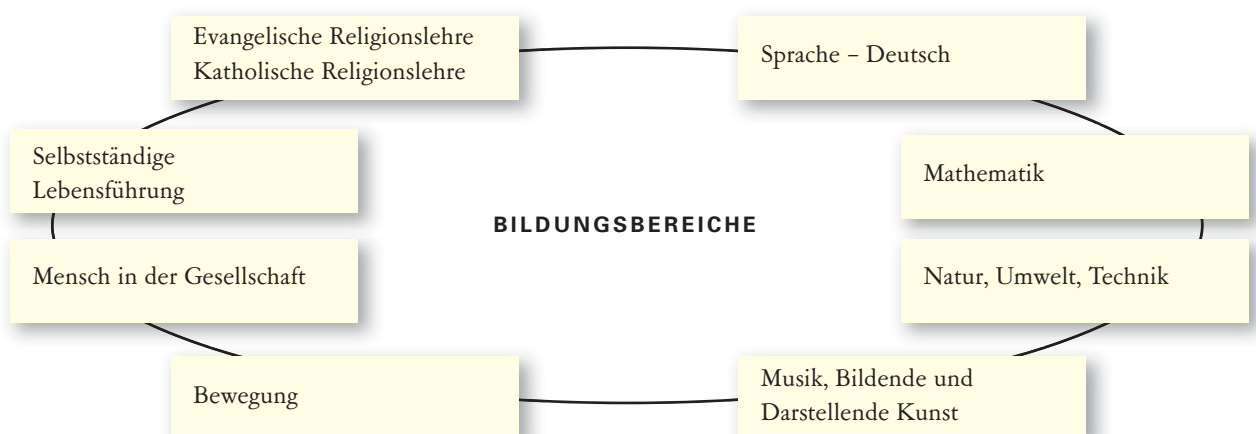 Evangelische Religionslehre
Katholische Religionslehre
Sprache – Deutsch
Selbstständige
Lebensführung
Mathematik
BILDUNGSBEREICHE
Mensch in der Gesellschaft
Natur, Umwelt, Technik
Bewegung
Musik, Bildende und
Darstellende Kunst